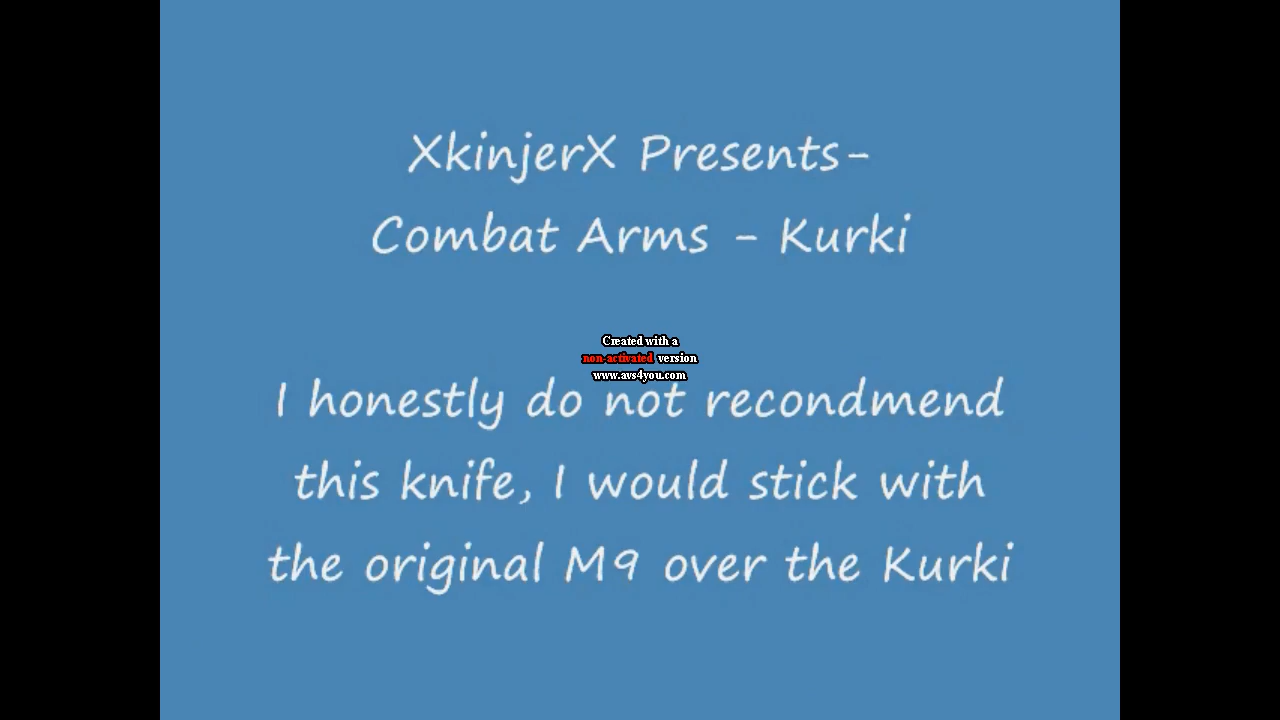 XkinjerX Presents-
Combat Arms - Kurki
Created with a
non-activated version
www.avs4you.com
I honestly do not recondmend
this knife, I would stick with
the original M9 over the Kurki